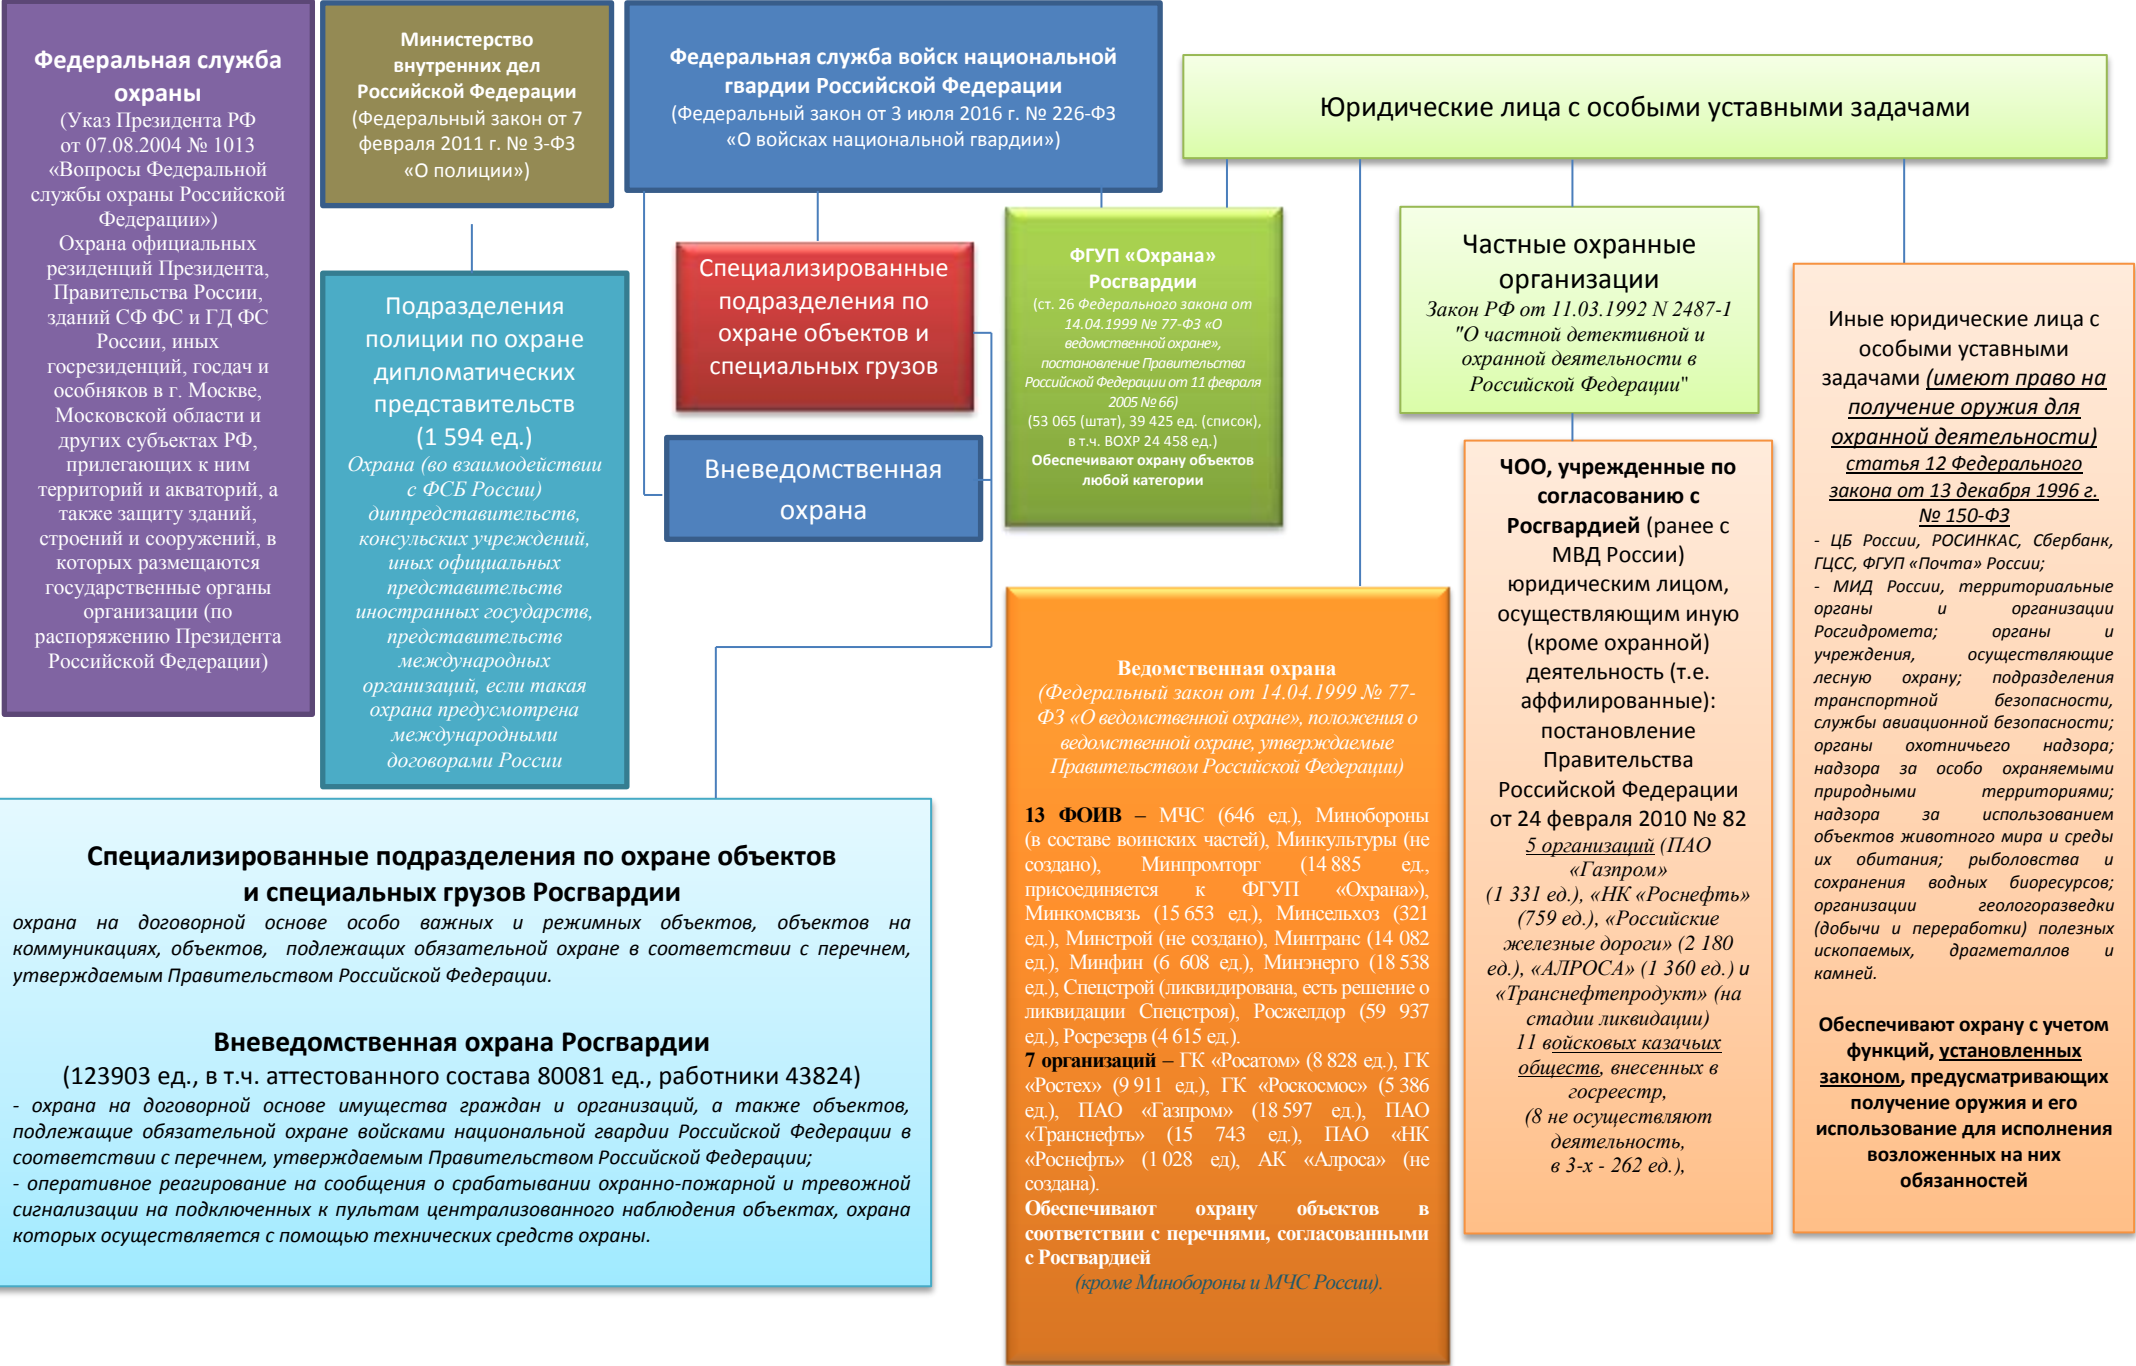 Федеральная служба
охраны
(Указ Президента РФ
от 07.08.2004 № 1013
«Вопросы Федеральной
службы охраны Российской
Федерации»)
Охрана официальных
резиденций Президента,
Правительства России,
зданий СФ ФС и ГД ФС
России, иных
госрезиденций, госдач и
особняков в г. Москве,
Московской области и
других субъектах РФ,
прилегающих к ним
территорий и акваторий, а
также защиту зданий,
строений и сооружений, в
которых размещаются
государственные органы
организации (по
распоряжению Президента
Российской Федерации)
Министерство
внутренних дел
Российской Федерации
(Федеральный закон от 7
февраля 2011 г. № 3-ФЗ
«О полиции»)
Подразделения
полиции по охране
дипломатических
представительств
(1 594 ед.)
Охрана (во взаимодействии
с ФСБ России)
диппредставительств,
консульских учреждений,
иных официальных
представительств
иностранных государств,
представительств
международных
организаций, если такая
охрана предусмотрена
международными
договорами России
Федеральная служба войск национальной
гвардии Российской Федерации
(Федеральный закон от 3 июля 2016 г. № 226-ФЗ
«О войсках национальной гвардии»)
Специализированные
подразделения по
охране объектов и
специальных грузов
Вневедомственная
охрана
ФГУП «Охрана»
Росгвардии
(ст. 26 Федерального закона от
14.04.1999 № 77-ФЗ «О
ведомственной охране»,
постановление Правительства
Российской Федерации от 11 февраля
2005 № 66)
(53 065 (штат), 39 425 ед. (список),
в т.ч. ВОХР 24 458 ед.)
Обеспечивают охрану объектов
любой категории
Юридические лица с особыми уставными задачами
Частные охранные
организации
Закон РФ от 11.03.1992 N 2487-1
"О частной детективной и
охранной деятельности в
Российской Федерации"
ЧОО, учрежденные по
согласованию с
Росгвардией (ранее с
МВД России)
юридическим лицом,
осуществляющим иную
(кроме охранной)
деятельность (т.е.
аффилированные):
постановление
Правительства
Российской Федерации
от 24 февраля 2010 № 82
5 организаций (ПАО
«Газпром»
(1 331 ед.), «НК «Роснефть»
(759 ед.), «Российские
железные дороги» (2 180
ед.), «АЛРОСА» (1 360 ед.) и
«Транснефтепродукт» (на
стадии ликвидации)
11 войсковых казачьих
обществ, внесенных в
госреестр,
(8 не осуществляют
деятельность,
в 3-х - 262 ед.),
Иные юридические лица с
особыми уставными
задачами (имеют право на
получение оружия для
охранной деятельности)
статья 12 Федерального
закона от 13 декабря 1996 г.
№ 150-ФЗ
- ЦБ России, РОСИНКАС, Сбербанк,
ГЦСС, ФГУП «Почта» России;
- МИД России, территориальные
органы и организации
Росгидромета; органы и
учреждения, осуществляющие
лесную охрану; подразделения
транспортной безопасности,
службы авиационной безопасности;
органы охотничьего надзора;
надзора за особо охраняемыми
природными территориями;
надзора за использованием
объектов животного мира и среды
их обитания; рыболовства и
сохранения водных биоресурсов;
организации геологоразведки
(добычи и переработки) полезных
ископаемых, драгметаллов и
камней.
Обеспечивают охрану с учетом
функций, установленных
законом, предусматривающих
получение оружия и его
использование для исполнения
возложенных на них
обязанностей
Ведомственная охрана
(Федеральный закон от 14.04.1999 № 77-
ФЗ «О ведомственной охране», положения о
ведомственной охране, утверждаемые
Правительством Российской Федерации)
13 ФОИВ – МЧС (646 ед.), Минобороны
(в составе воинских частей), Минкультуры (не
создано), Минпромторг (14 885 ед.,
присоединяется к ФГУП «Охрана»),
Минкомсвязь (15 653 ед.), Минсельхоз (321
ед.), Минстрой (не создано), Минтранс (14 082
ед.), Минфин (6 608 ед.), Минэнерго (18 538
ед.), Спецстрой (ликвидирована, есть решение о
ликвидации Спецстроя), Росжелдор (59 937
ед.), Росрезерв (4 615 ед.).
7 организаций – ГК «Росатом» (8 828 ед.), ГК
«Ростех» (9 911 ед.), ГК «Роскосмос» (5 386
ед.), ПАО «Газпром» (18 597 ед.), ПАО
«Транснефть» (15 743 ед.), ПАО «НК
«Роснефть» (1 028 ед), АК «Алроса» (не
создана).
Обеспечивают охрану объектов в
соответствии с перечнями, согласованными
с Росгвардией
(кроме Минобороны и МЧС России).
Специализированные подразделения по охране объектов
и специальных грузов Росгвардии
охрана на договорной основе особо важных и режимных объектов, объектов на
коммуникациях, объектов, подлежащих обязательной охране в соответствии с перечнем,
утверждаемым Правительством Российской Федерации.
Вневедомственная охрана Росгвардии
(123903 ед., в т.ч. аттестованного состава 80081 ед., работники 43824)
- охрана на договорной основе имущества граждан и организаций, а также объектов,
подлежащие обязательной охране войсками национальной гвардии Российской Федерации в
соответствии с перечнем, утверждаемым Правительством Российской Федерации;
- оперативное реагирование на сообщения о срабатывании охранно-пожарной и тревожной
сигнализации на подключенных к пультам централизованного наблюдения объектах, охрана
которых осуществляется с помощью технических средств охраны.